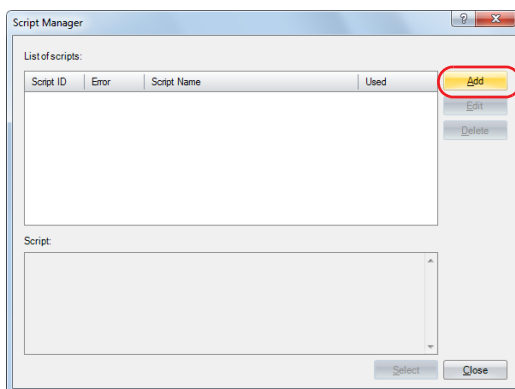 Script Manager
List of scripts:
Script ID Error Script Name Used
Add
Edit
Delete
Script:
Select Close